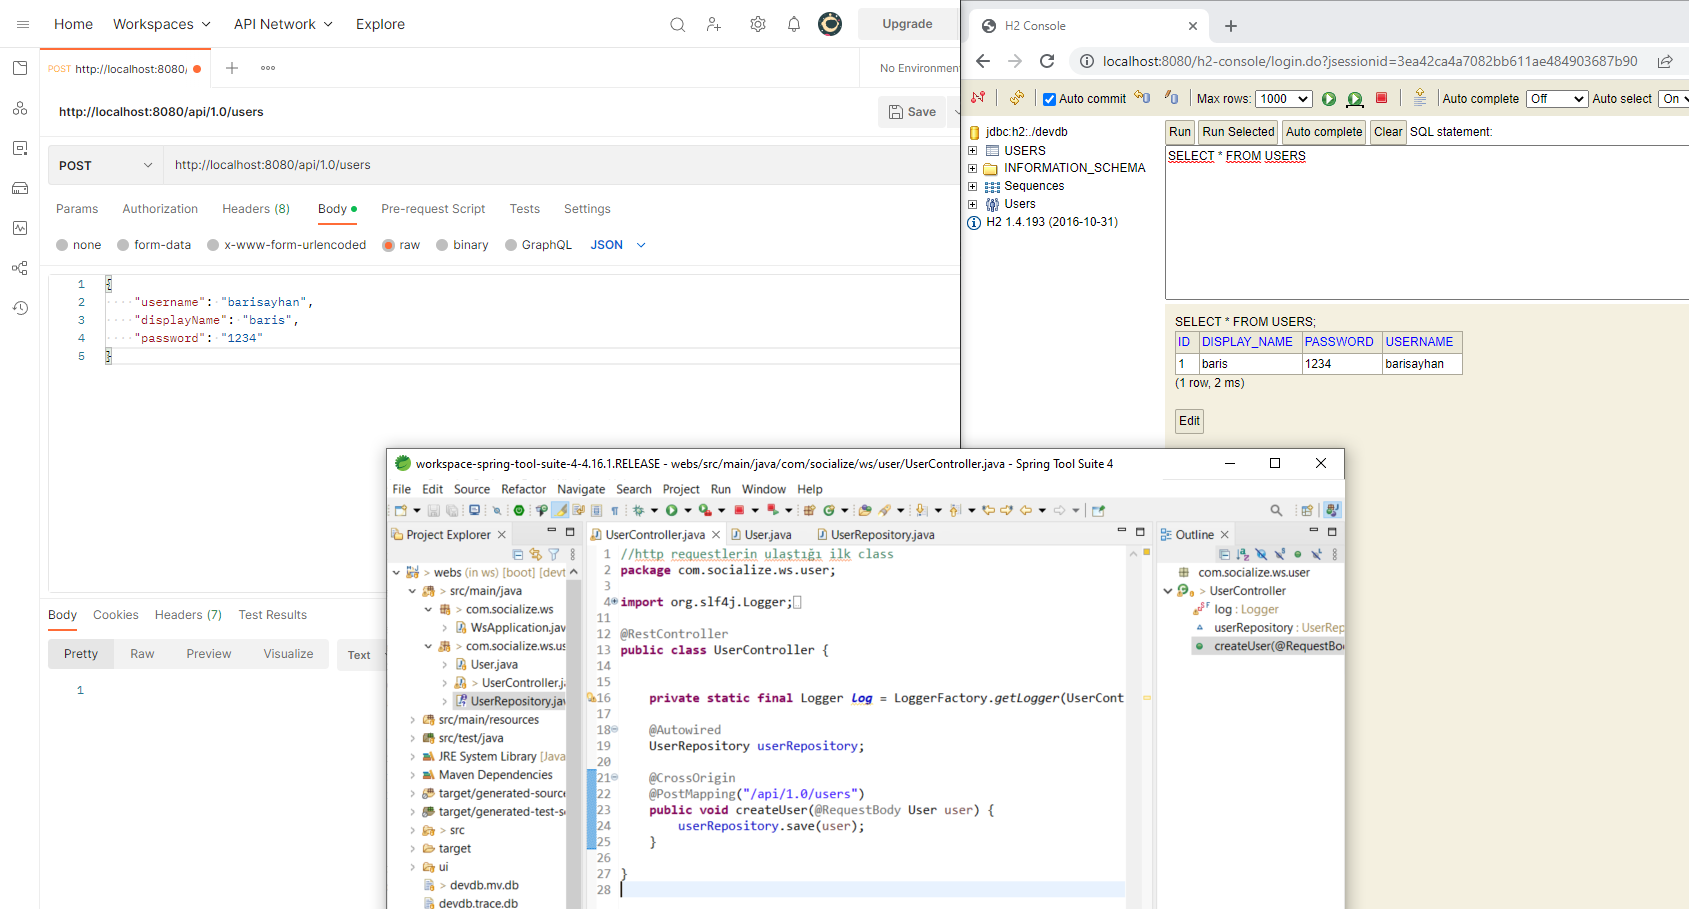 Home Workspaces API Network Explore Upgrade
POST http://localhost:8080/ No Environmen
http://localhost:8080/api/1.0/users Save
POST http://localhost:8080/api/1.0/users
Params Authorization Headers (8) Body Pre-request Script Tests Settings
none form-data x-www-form-urlencoded raw binary GraphQL JSON
1 {
2 "username": "barisayhan",
3 "displayName": "baris",
4 "password": "1234"
5 }
Body Cookies Headers (7) Test Results
Pretty Raw Preview Visualize Text
1
H2 Console
localhost:8080/h2-console/login.do?jsessionid=3ea42ca4a7082bb611ae484903687b90
Auto commit Max rows: 1000 Auto complete Off Auto select On
jdbc:h2:./devdb
USERS
INFORMATION_SCHEMA
Sequences
Users
H2 1.4.193 (2016-10-31)
Run Run Selected Auto complete Clear SQL statement:
SELECT * FROM USERS
SELECT * FROM USERS;
ID DISPLAY_NAME PASSWORD USERNAME
1 baris 1234 barisayhan
(1 row, 2 ms)
Edit
workspace-spring-tool-suite-4-4.16.1.RELEASE - webs/src/main/java/com/socialize/ws/user/UserController.java - Spring Tool Suite 4
File Edit Source Refactor Navigate Search Project Run Window Help
Project Explorer
webs (in ws) [boot] [devt
src/main/java
com.socialize.ws
WsApplication.jav
com.socialize.ws.us
User.java
UserController.j
UserRepository.jav
src/main/resources
src/test/java
JRE System Library [Java
Maven Dependencies
target/generated-source
target/generated-test-s
src
target
ui
devdb.mv.db
devdb.trace.db
UserController.java User.java UserRepository.java
1 //http requestlerin ulaştığı ilk class
2 package com.socialize.ws.user;
3
4 import org.slf4j.Logger;
11
12 @RestController
13 public class UserController {
14
15
16 private static final Logger log = LoggerFactory.getLogger(UserCont
17
18 @Autowired
19 UserRepository userRepository;
20
21 @CrossOrigin
22 @PostMapping("/api/1.0/users")
23 public void createUser(@RequestBody User user) {
24 userRepository.save(user);
25 }
26
27 }
28
Outline
com.socialize.ws.user
UserController
log : Logger
userRepository : UserRep
createUser(@RequestBo